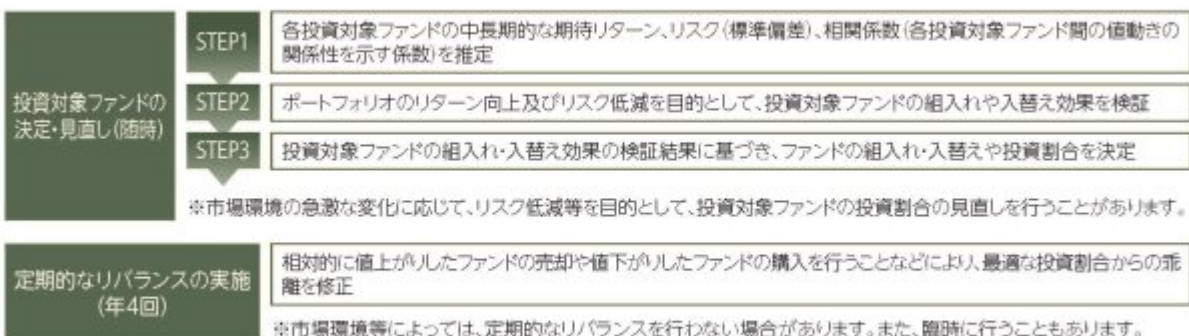 投資対象ファンドの
決定・見直し(随時)
STEP1
各投資対象ファンドの中長期的な期待リターン、リスク(標準偏差)、相関係数(各投資対象ファンド間の値動きの
関係性を示す係数)を推定
STEP2
ポートフォリオのリターン向上及びリスク低減を目的として、投資対象ファンドの組入れや入替え効果を検証
STEP3
投資対象ファンドの組入れ・入替え効果の検証結果に基づき、ファンドの組入れ・入替えや投資割合を決定
※市場環境の急激な変化に応じて、リスク低減等を目的として、投資対象ファンドの投資割合の見直しを行うことがあります。
定期的なリバランスの実施
(年4回)
相対的に値上がりしたファンドの売却や値下がりしたファンドの購入を行うことなどにより、最適な投資割合からの乖
離を修正
※市場環境等によっては、定期的なリバランスを行わない場合があります。また、臨時に行うこともあります。